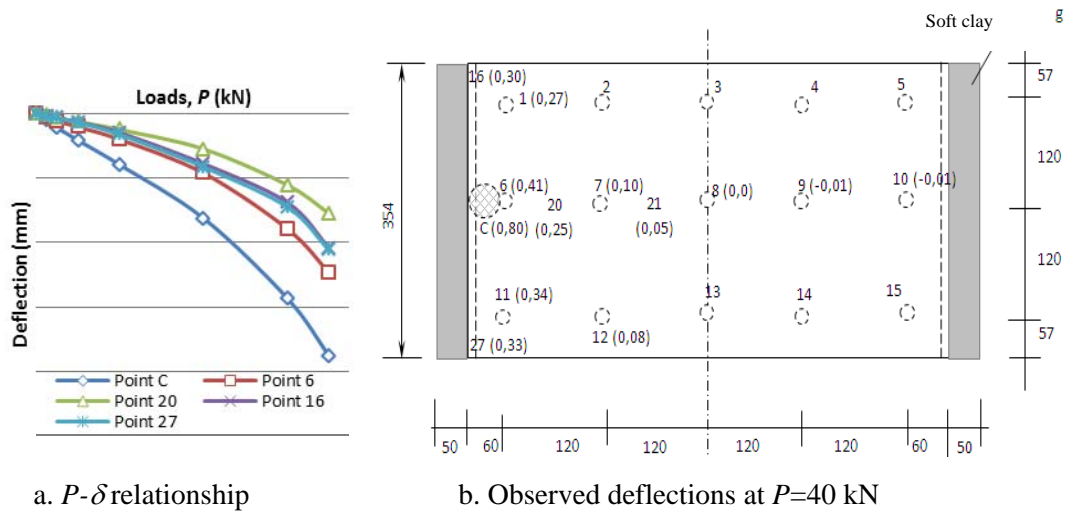 Loads, P (kN)
Deflection (mm)
Point C
Point 6
Point 20
Point 16
Point 27
a. P-δ relationship
Soft clay
g
16 (0,30)
1 (0,27)
2
3
4
5
57
120
120
57
354
6 (0,41)
7 (0,10)
8 (0,0)
9 (-0,01)
10 (-0,01)
20
21
C (0,80)
(0,25)
(0,05)
11 (0,34)
13
14
15
27 (0,33)
12 (0,08)
50
60
120
120
120
120
60
50
b. Observed deflections at P=40 kN